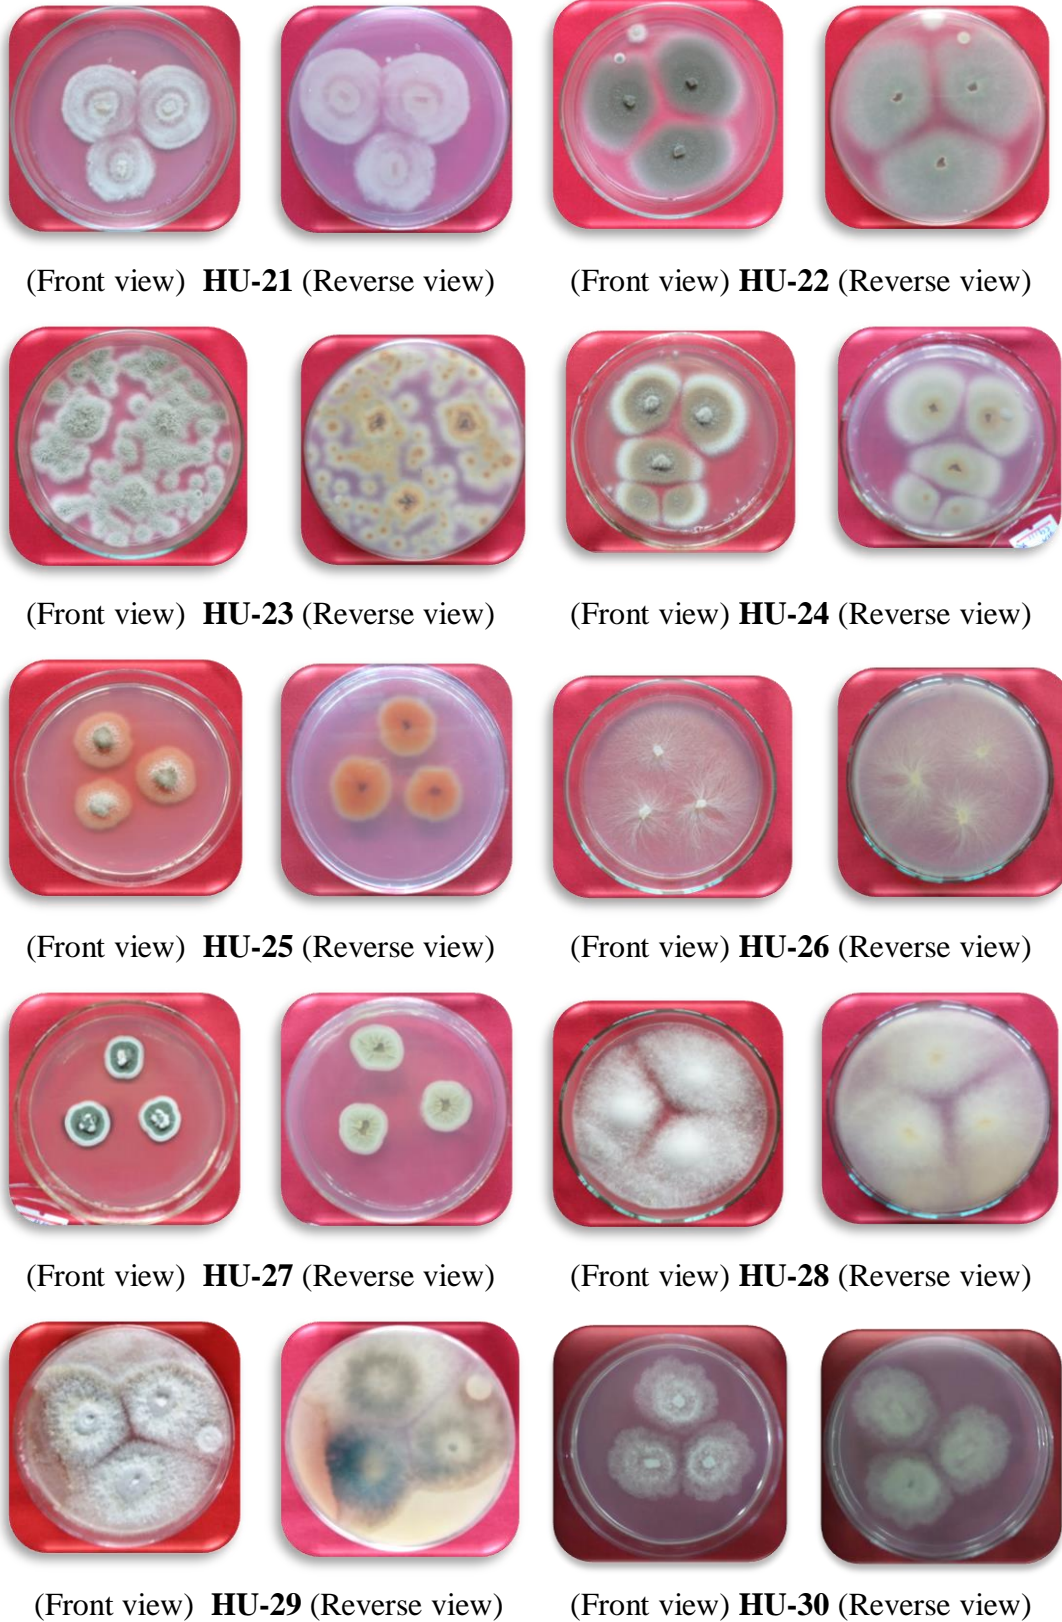 (Front view) HU-21 (Reverse view) (Front view) HU-22 (Reverse view)
(Front view) HU-23 (Reverse view) (Front view) HU-24 (Reverse view)
(Front view) HU-25 (Reverse view) (Front view) HU-26 (Reverse view)
(Front view) HU-27 (Reverse view) (Front view) HU-28 (Reverse view)
(Front view) HU-29 (Reverse view) (Front view) HU-30 (Reverse view)